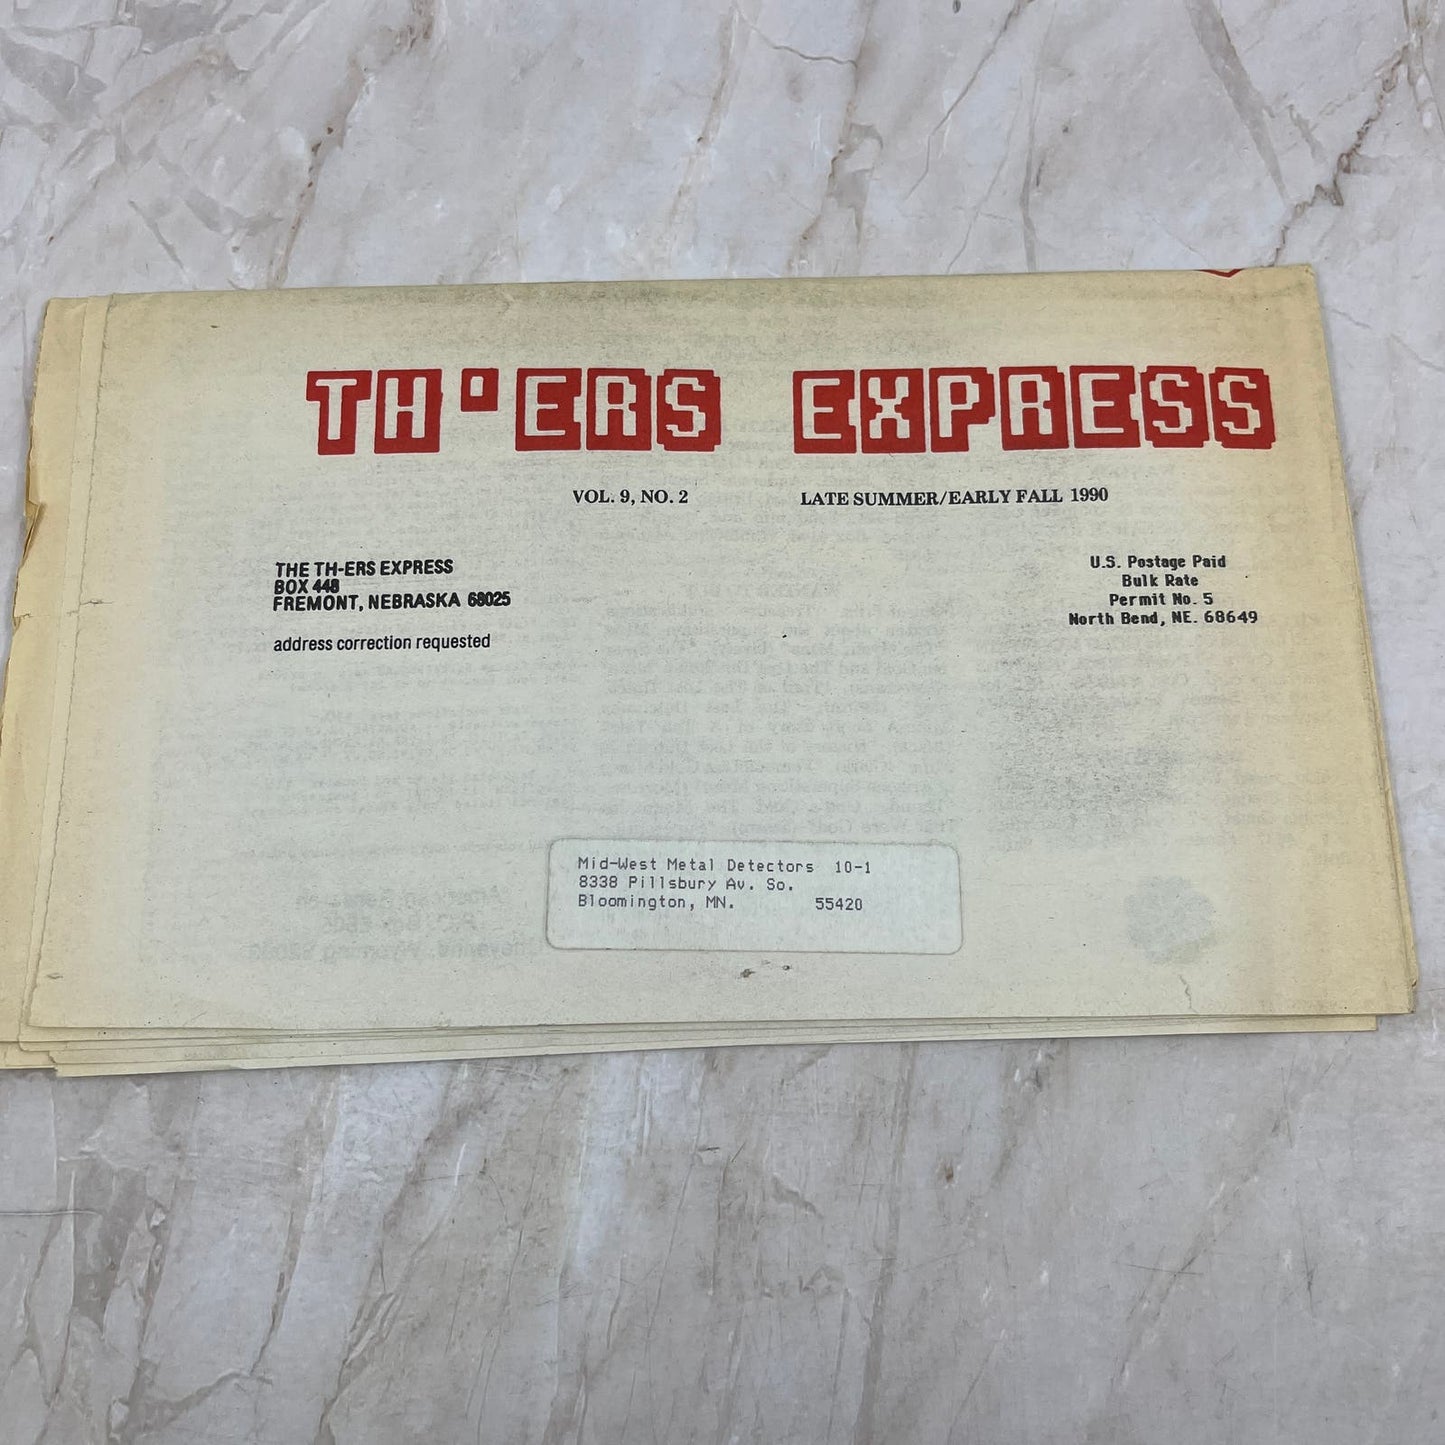 TH'ERS EXPRESS
VOL. 9, NO. 2 LATE SUMMER/EARLY FALL 1990
THE TH-ERS EXPRESS
BOX 448
FREMONT, NEBRASKA 68025
address correction requested
U.S. Postage Paid
Bulk Rate
Permit No. 5
North Bend, NE. 68649
Mid-West Metal Detectors 10-1
8338 Pillsbury Av. So.
Bloomington, MN. 55420